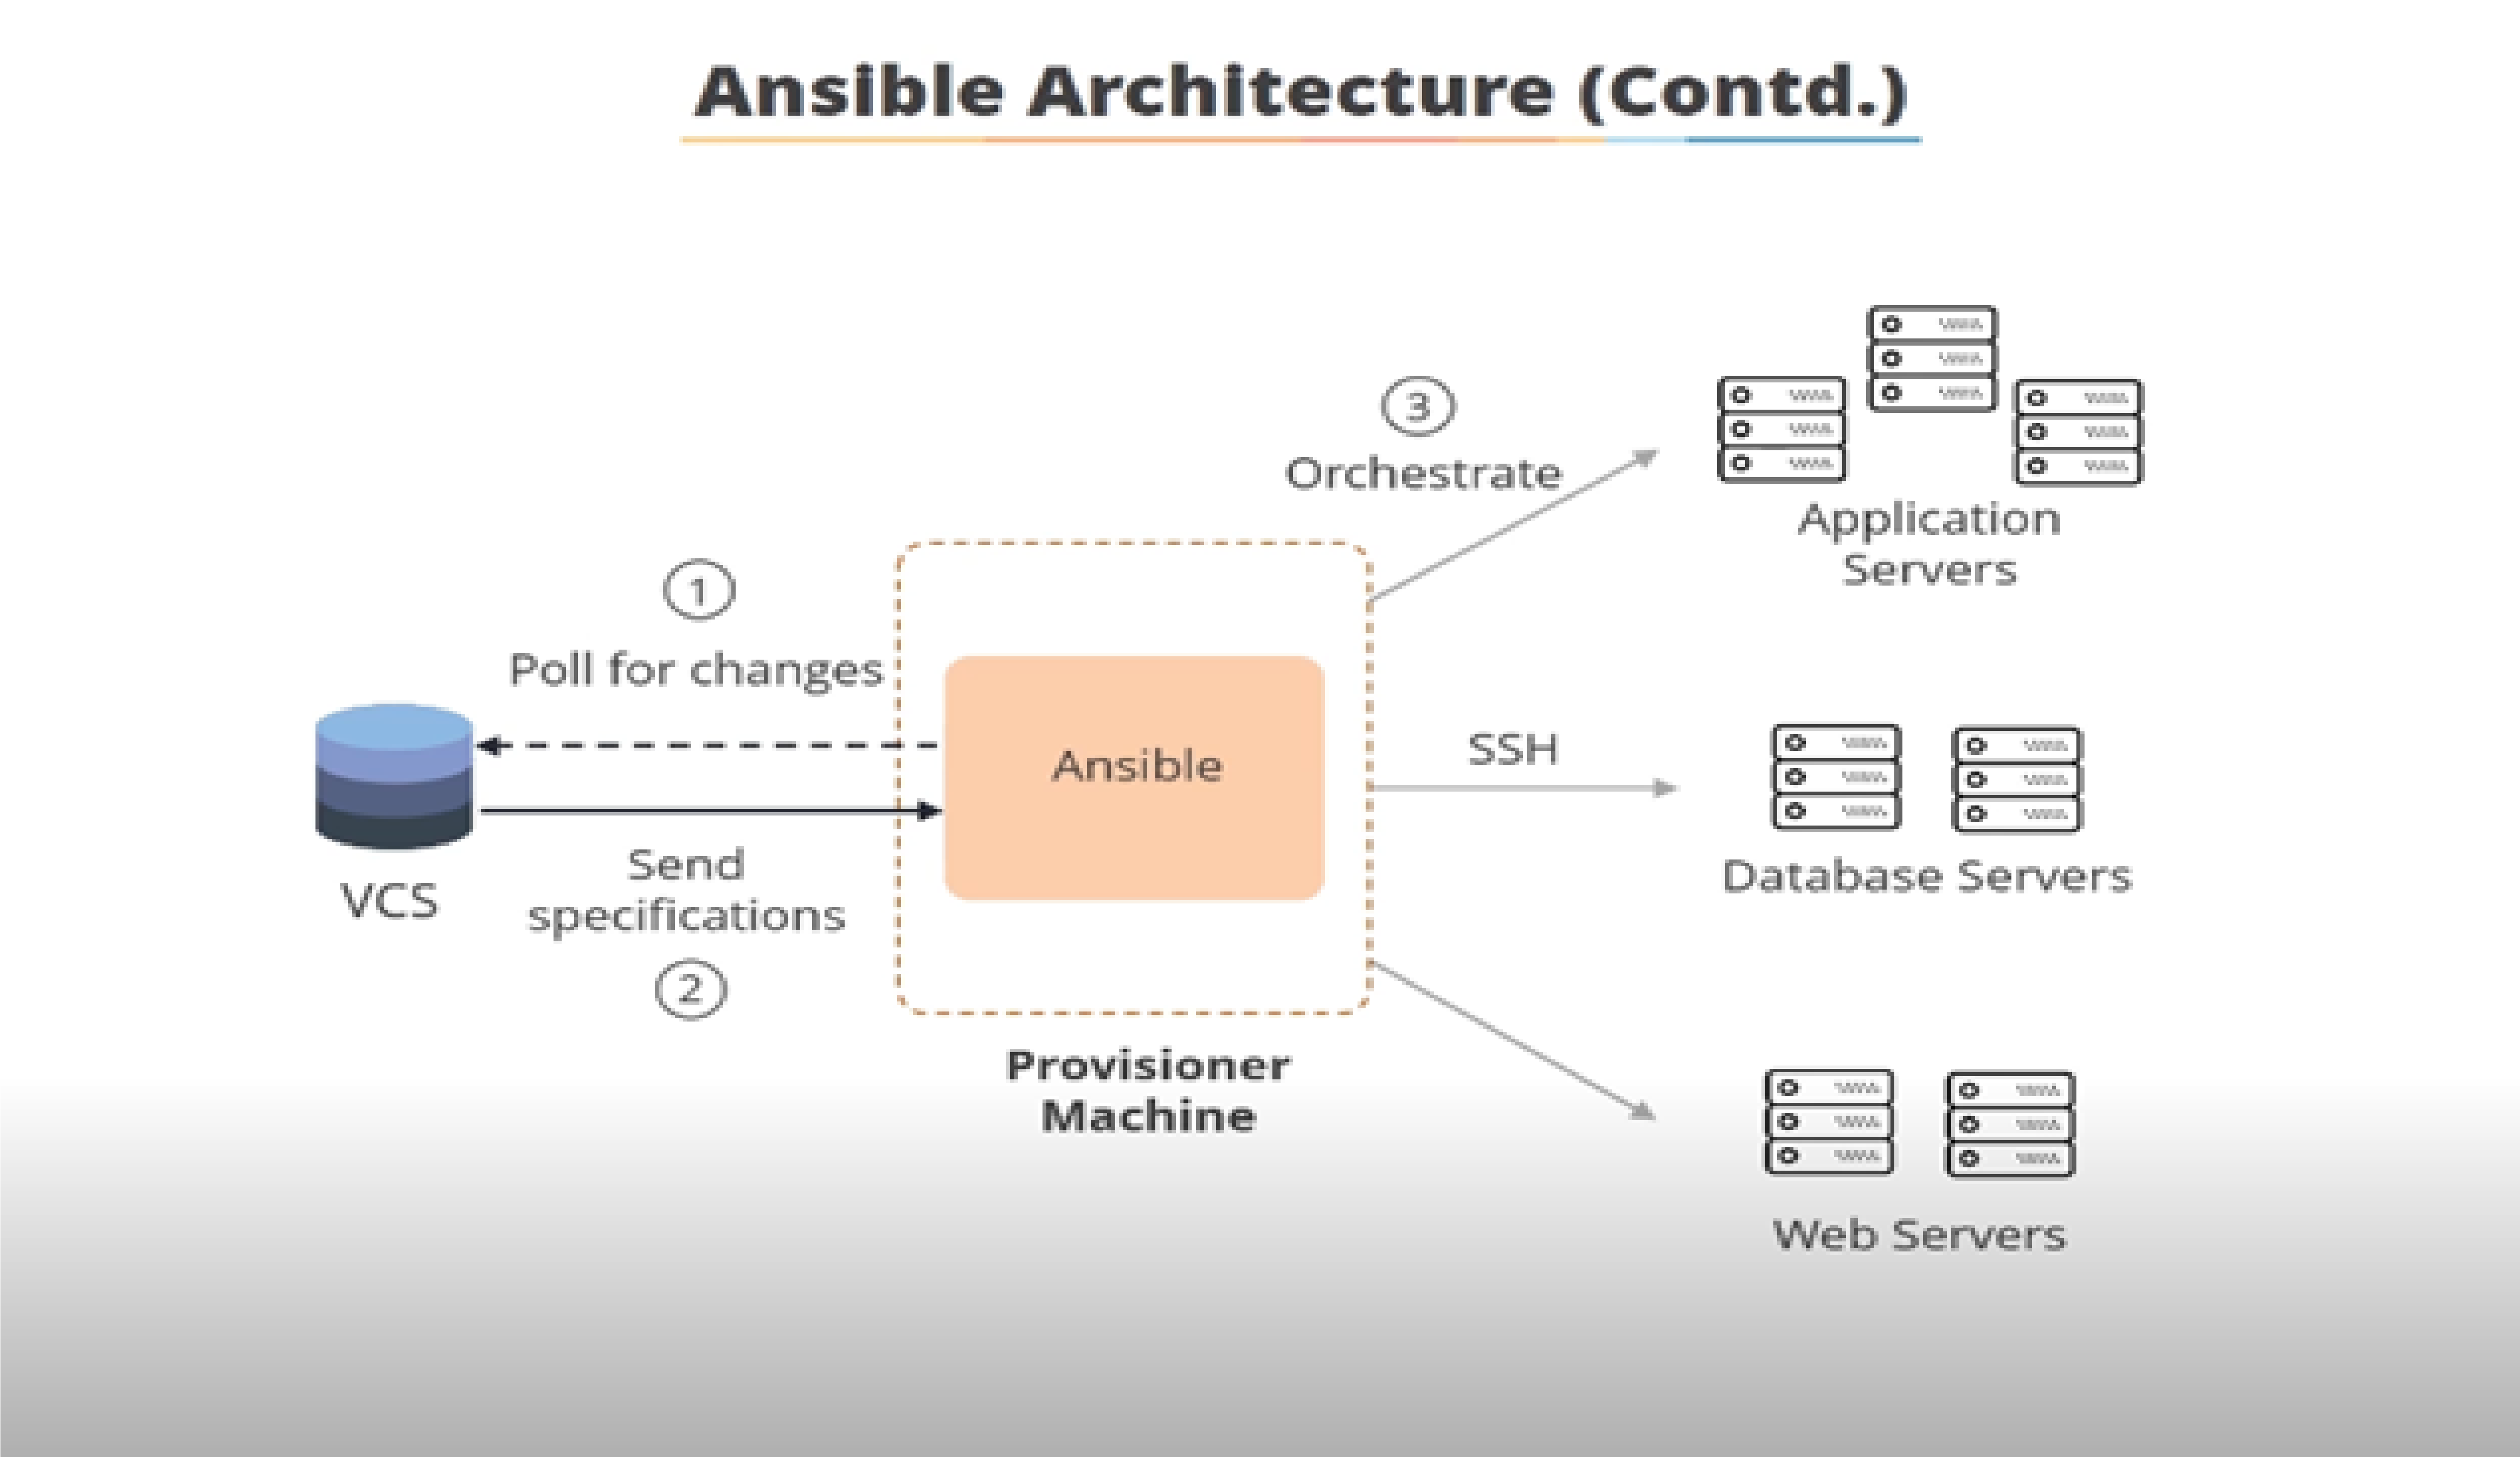 Ansible Architecture (Contd.)
3
Orchestrate
Application
Servers
1
Poll for changes
Ansible
SSH
Database Servers
VCS
Send
specifications
2
Provisioner
Machine
Web Servers